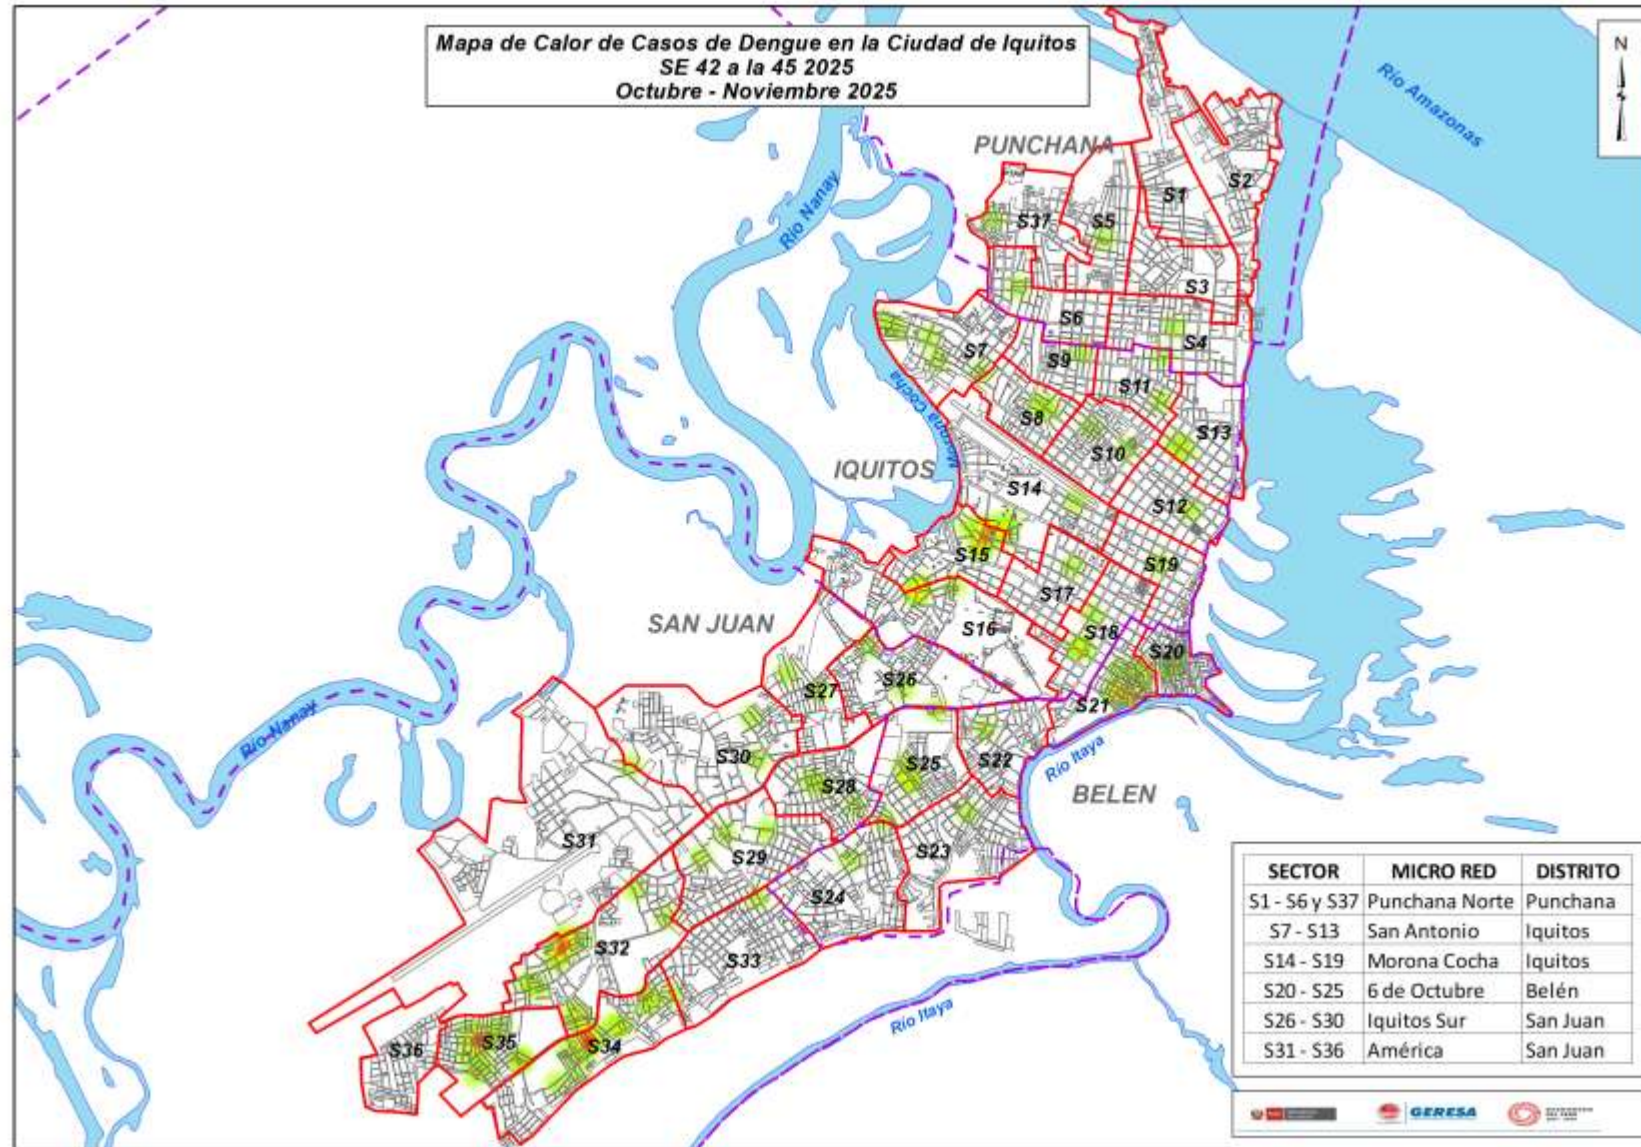 Mapa de Calor de Casos de Dengue en la Ciudad de Iquitos
SE 42 a la 45 2025
Octubre - Noviembre 2025
N
Río Amazonas
PUNCHANA
Río Nanay
S2
S1
S37
S5
S3
S6
S4
S7
S9
S11
Morona Cocha
S8
S13
S10
IQUITOS
S14
S12
S15
S19
S17
SAN JUAN
S16
S18
S20
S26
S27
S21
Río Nanay
S30
S25
S22
Río Itaya
S28
BELEN
S31
S29
S23
S24
S32
S33
Río Itaya
S36
S35
S34
SECTOR MICRO RED DISTRITO
S1 - S6 y S37 Punchana Norte Punchana
S7 - S13 San Antonio Iquitos
S14 - S19 Morona Cocha Iquitos
S20 - S25 6 de Octubre Belén
S26 - S30 Iquitos Sur San Juan
S31 - S36 América San Juan
GERESA